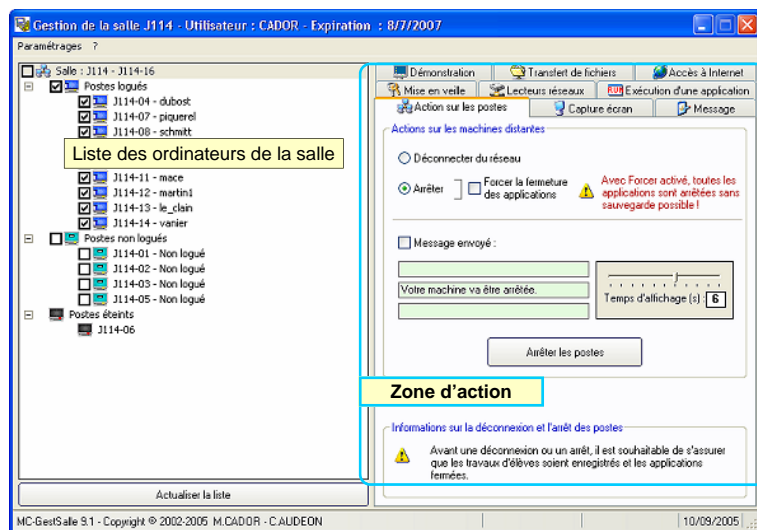 Gestion de la salle J114 - Utilisateur : CADOR - Expiration : 8/7/2007
Paramétrages ?
Salle : J114 - J114-16
Postes logués
J114-04 - dubost
J114-07 - piquerel
J114-08 - schmitt
Liste des ordinateurs de la salle
J114-11 - mace
J114-12 - martin1
J114-13 - le_clain
J114-14 - vanier
Postes non logués
J114-01 - Non logué
J114-02 - Non logué
J114-03 - Non logué
J114-05 - Non logué
Postes éteints
J114-06
Actualiser la liste
Démonstration Transfert de fichiers Accès à Internet
Mise en veille Lecteurs réseaux RUN Exécution d'une application
Action sur les postes Capture écran Message
Actions sur les machines distantes
Déconnecter du réseau
Arrêter
Forcer la fermeture
des applications
Avec Forcer activé, toutes les
applications sont arrêtées sans
sauvegarde possible !
Message envoyé :
Votre machine va être arrêtée.
Temps d'affichage (s) : 6
Arrêter les postes
Zone d'action
Informations sur la déconnexion et l'arrêt des postes
Avant une déconnexion ou un arrêt, il est souhaitable de s'assurer
que les travaux d'élèves soient enregistrés et les applications
fermées.
MC-GestSalle 9.1 - Copyright © 2002-2005 M.CADOR - C.AUDEON
10/09/2005